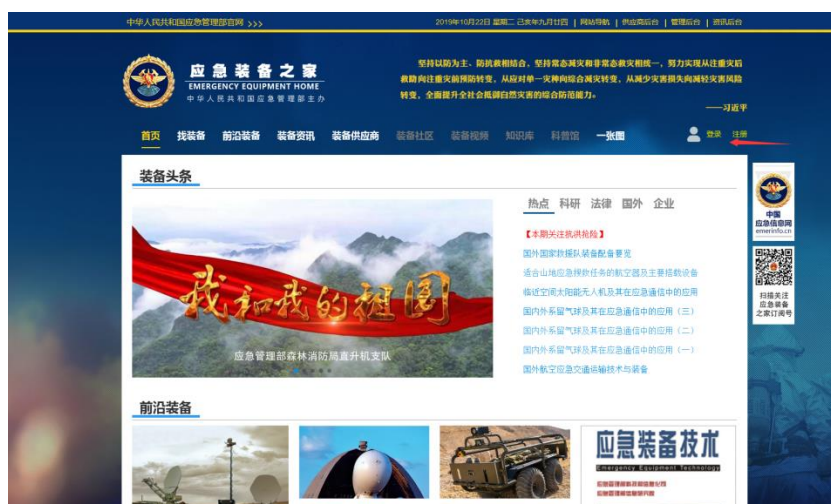 中华人民共和国应急管理部官网 >>>
2019年10月22日 星期二 己亥年九月廿四 | 网站导航 | 供应商后台 | 管理后台 | 资讯后台
应急装备之家
EMERGENCY EQUIPMENT HOME
中华人民共和国应急管理部主办
坚持以防为主、防抗救相结合，坚持常态减灾和非常态救灾相统一，努力实现从注重灾后
救助向注重灾前预防转变，从应对单一灾种向综合减灾转变，从减少灾害损失向减轻灾害风险
转变，全面提升全社会抵御自然灾害的综合防范能力。
——习近平
首页 找装备 前沿装备 装备资讯 装备供应商 装备社区 装备视频 知识库 科普馆 一张图
登录 注册
装备头条
热点 科研 法律 国外 企业
【本期关注抗洪抢险】
国外国家救援队装备配备要览
适合山地应急搜救任务的航空器及主要搭载设备
临近空间太阳能无人机及其在应急通信中的应用
国内外系留气球及其在应急通信中的应用（三）
国内外系留气球及其在应急通信中的应用（二）
国内外系留气球及其在应急通信中的应用（一）
国外航空应急交通运输技术与装备
我和我的祖国
应急管理部森林消防局直升机支队
中国
应急信息网
emerinfo.cn
扫描关注
应急装备
之家订阅号
前沿装备
应急装备技术
Emergency Equipment Technology